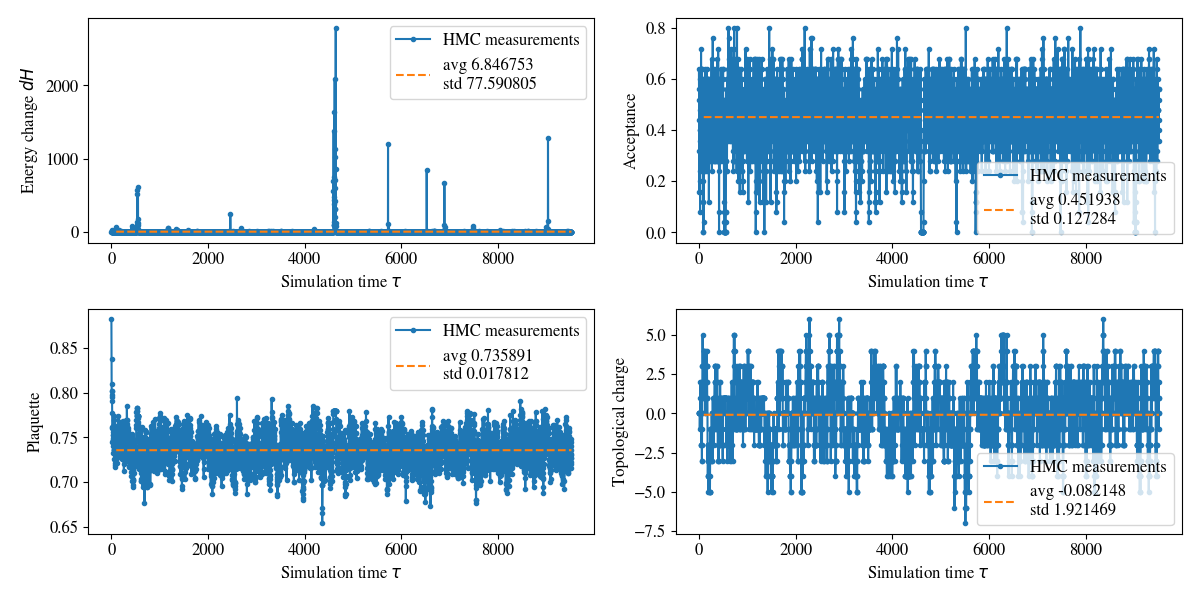 Energy change dH
2000
1000
0
0
2000
4000
6000
8000
Simulation time τ
HMC measurements
avg 6.846753
std 77.590805
Acceptance
0.8
0.6
0.4
0.2
0.0
0
2000
4000
6000
8000
Simulation time τ
HMC measurements
avg 0.451938
std 0.127284
Plaquette
0.85
0.80
0.75
0.70
0.65
0
2000
4000
6000
8000
Simulation time τ
HMC measurements
avg 0.735891
std 0.017812
Topological charge
5.0
2.5
0.0
−2.5
−5.0
−7.5
0
2000
4000
6000
8000
Simulation time τ
HMC measurements
avg -0.082148
std 1.921469